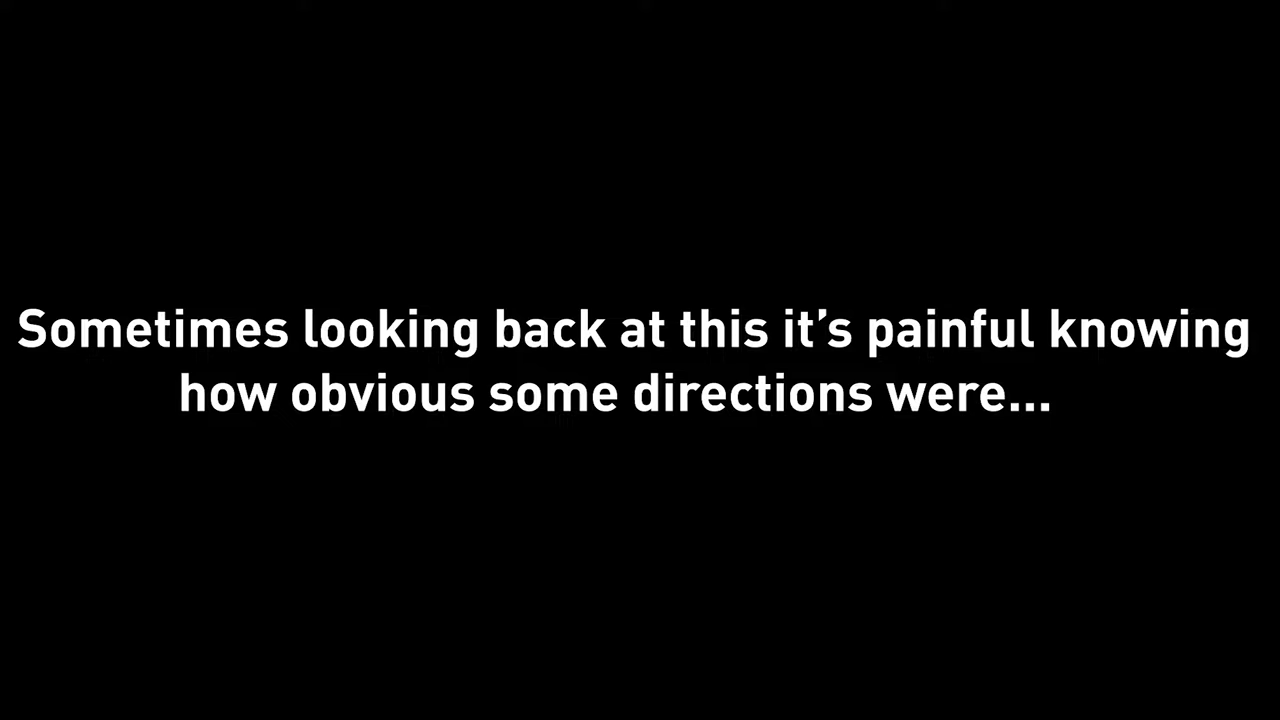 Sometimes looking back at this it’s painful knowing
how obvious some directions were...